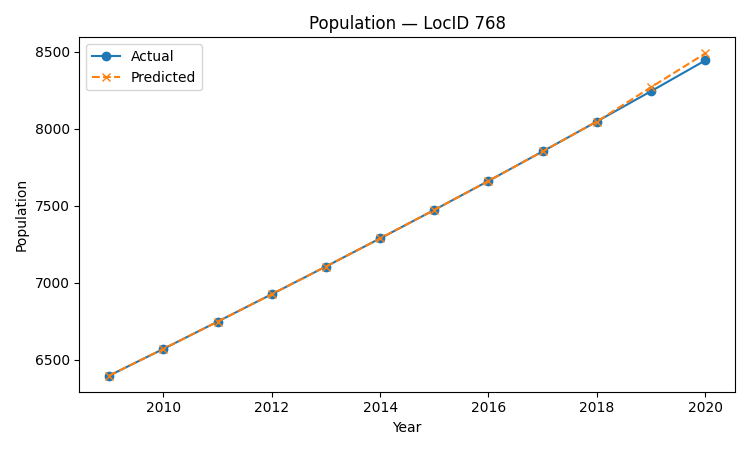 Population — LocID 768
Actual
Predicted
Population
8500
8000
7500
7000
6500
2010 2012 2014 2016 2018 2020
Year